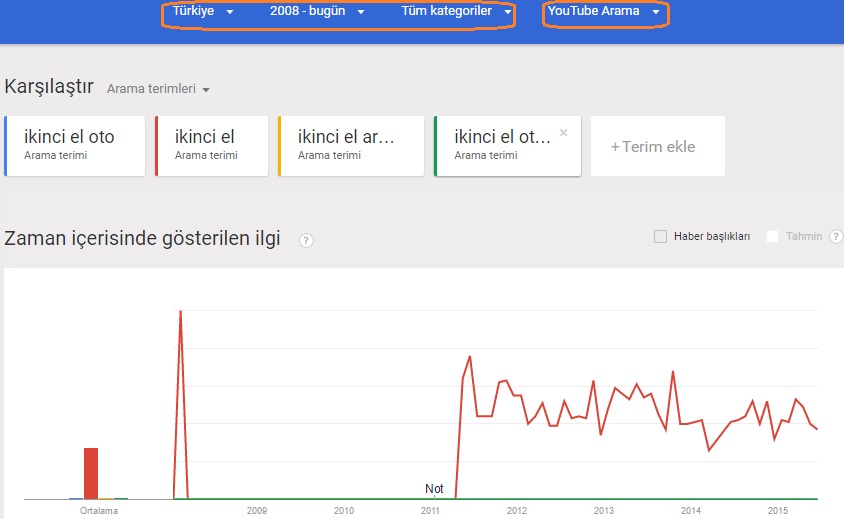 Türkiye 2008 - bugün Tüm kategoriler YouTube Arama
Karşılaştır Arama terimleri
ikinci el oto
Arama terimi
ikinci el
Arama terimi
ikinci el ar...
Arama terimi
ikinci el ot... ×
Arama terimi
+Terim ekle
Zaman içerisinde gösterilen ilgi ?
Haber başlıkları Tahmin ?
Not
Ortalama 2009 2010 2011 2012 2013 2014 2015